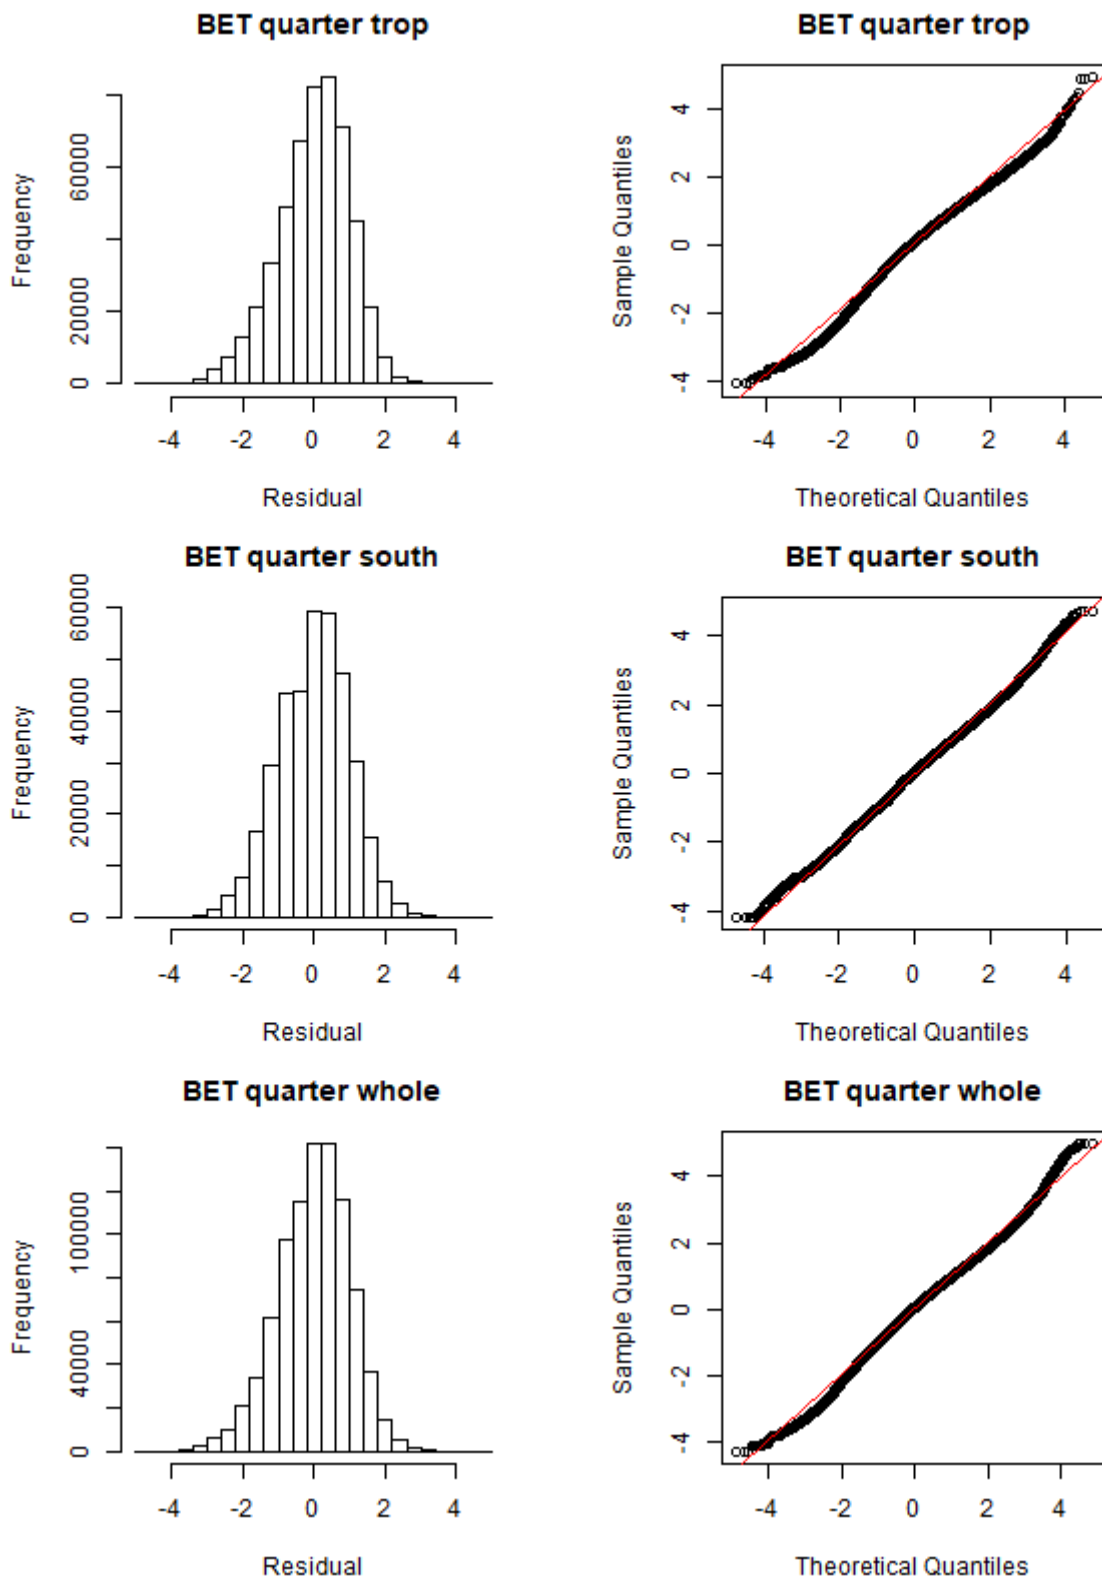 BET quarter trop
BET quarter trop
Frequency
0
20000
60000
-4 -2 0 2 4
Residual
Sample Quantiles
-4 -2 0 2 4
-4 -2 0 2 4
Theoretical Quantiles
BET quarter south
BET quarter south
Frequency
0 20000 40000 60000
-4 -2 0 2 4
Residual
Sample Quantiles
-4 -2 0 2 4
-4 -2 0 2 4
Theoretical Quantiles
BET quarter whole
BET quarter whole
Frequency
0 40000 100000
-4 -2 0 2 4
Residual
Sample Quantiles
-4 -2 0 2 4
-4 -2 0 2 4
Theoretical Quantiles